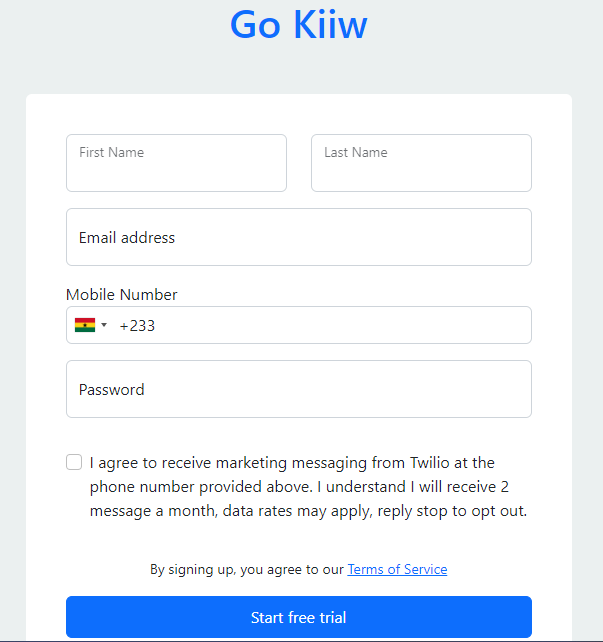 Go Kiiw
First Name
Last Name
Email address
Mobile Number
+233
Password
I agree to receive marketing messaging from Twilio at the
phone number provided above. I understand I will receive 2
message a month, data rates may apply, reply stop to opt out.
By signing up, you agree to our Terms of Service
Start free trial